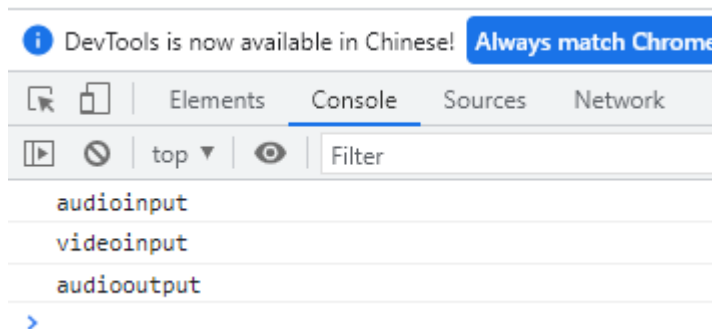 DevTools is now available in Chinese! Always match Chrome
Elements Console Sources Network
top Filter
audioinput
videoinput
audiooutput